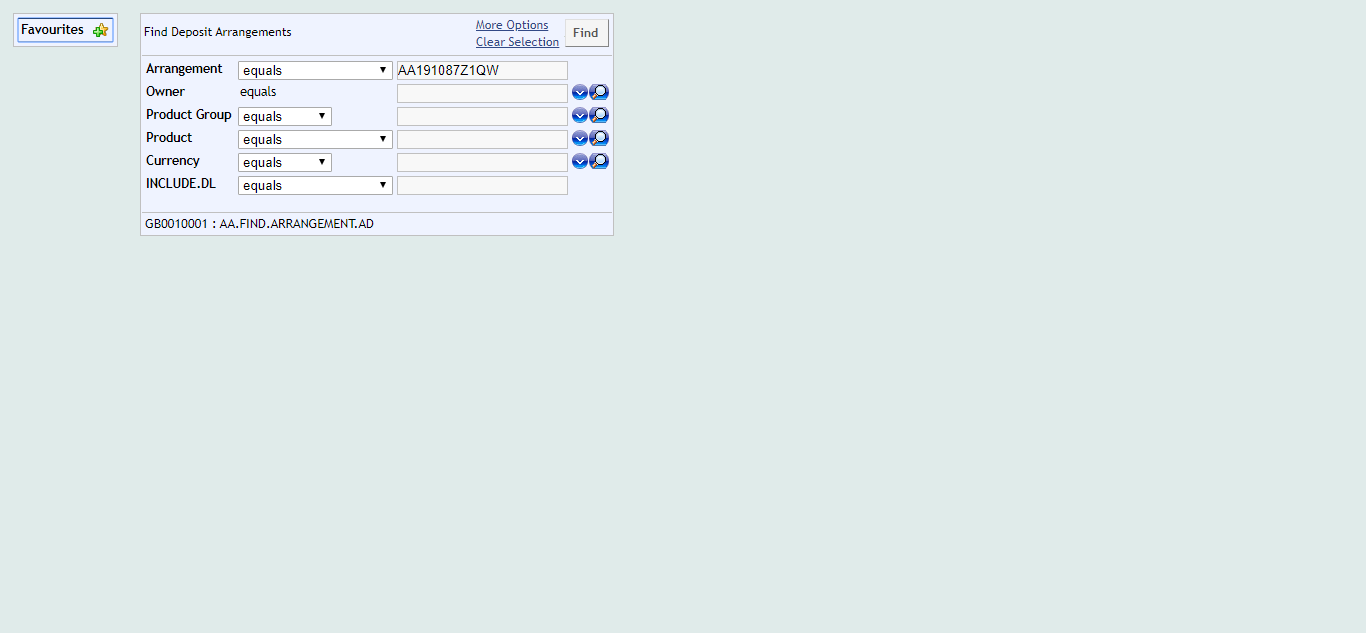 Favourites
Find Deposit Arrangements
More Options
Clear Selection
Find
Arrangement equals AA191087Z1QW
Owner equals
Product Group equals
Product equals
Currency equals
INCLUDE.DL equals
GB0010001 : AA.FIND.ARRANGEMENT.AD